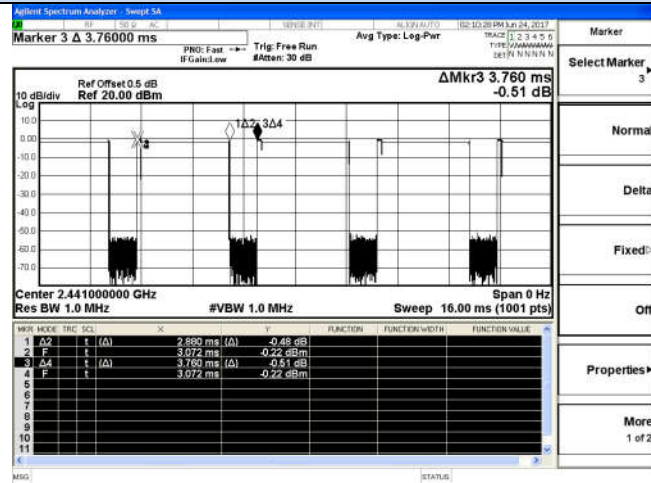 Agilent Spectrum Analyzer - Swept SA
RF 50 Ω AC SENSE:INT ALIGN AUTO 02:10:28 PM Jun 24, 2017
Marker 3 Δ 3.76000 ms
PNO: Fast Trig: Free Run
IFGain:Low #Atten: 30 dB
Avg Type: Log-Pwr
TRACE 1 2 3 4 5 6
TYPE
DET N N N N N N
Marker
Select Marker
3
Normal
Delta
Fixed
Off
Properties
More
1 of 2
ΔMkr3 3.760 ms
-0.51 dB
Ref Offset 0.5 dB
10 dB/div Ref 20.00 dBm
Log
10.0
0.00
-10.0
-20.0
-30.0
-40.0
-50.0
-60.0
-70.0
1Δ2 3Δ4
Center 2.441000000 GHz Span 0 Hz
Res BW 1.0 MHz #VBW 1.0 MHz Sweep 16.00 ms (1001 pts)
MKR MODE TRC SCL X Y FUNCTION FUNCTION WIDTH FUNCTION VALUE
1 Δ2 t (Δ) 2.880 ms (Δ) -0.48 dB
2 F t 3.072 ms -0.22 dBm
3 Δ4 t (Δ) 3.760 ms (Δ) -0.51 dB
4 F t 3.072 ms -0.22 dBm
5
6
7
8
9
10
11
MSG STATUS